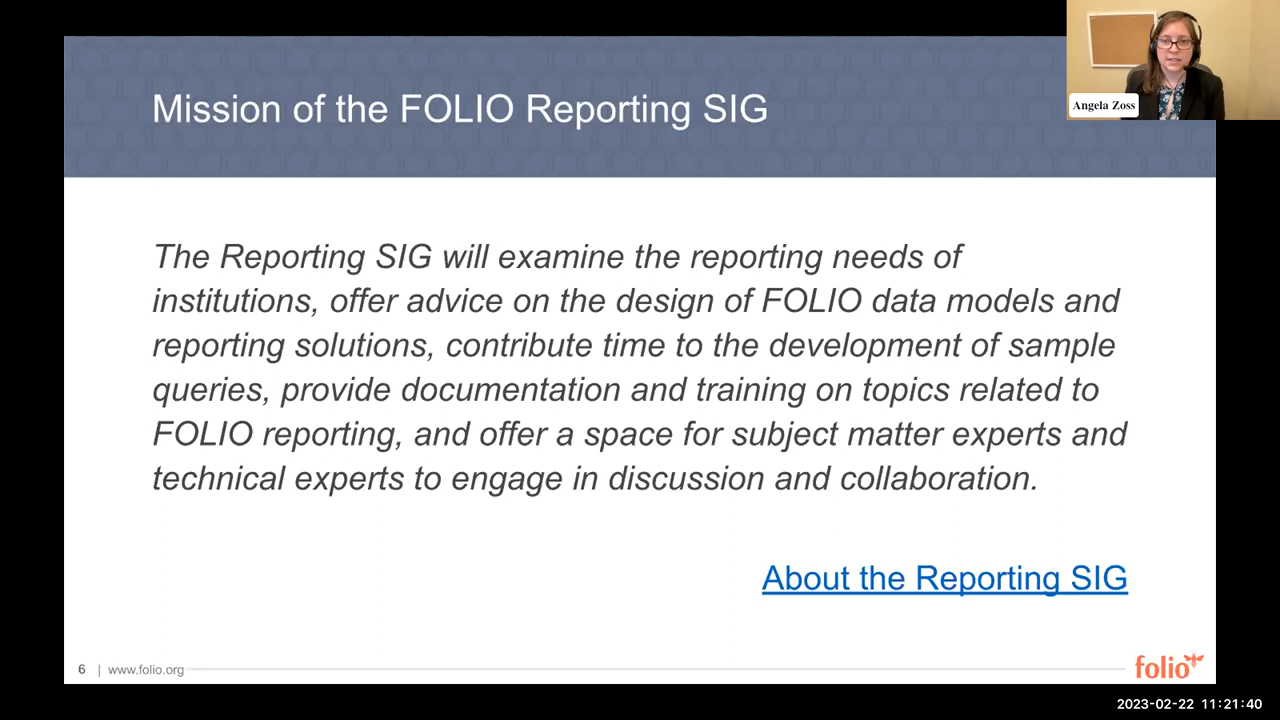 Mission of the FOLIO Reporting SIG
Angela Zoss
The Reporting SIG will examine the reporting needs of
institutions, offer advice on the design of FOLIO data models and
reporting solutions, contribute time to the development of sample
queries, provide documentation and training on topics related to
FOLIO reporting, and offer a space for subject matter experts and
technical experts to engage in discussion and collaboration.
About the Reporting SIG
6 | www.folio.org
folio
2023-02-22 11:21:40